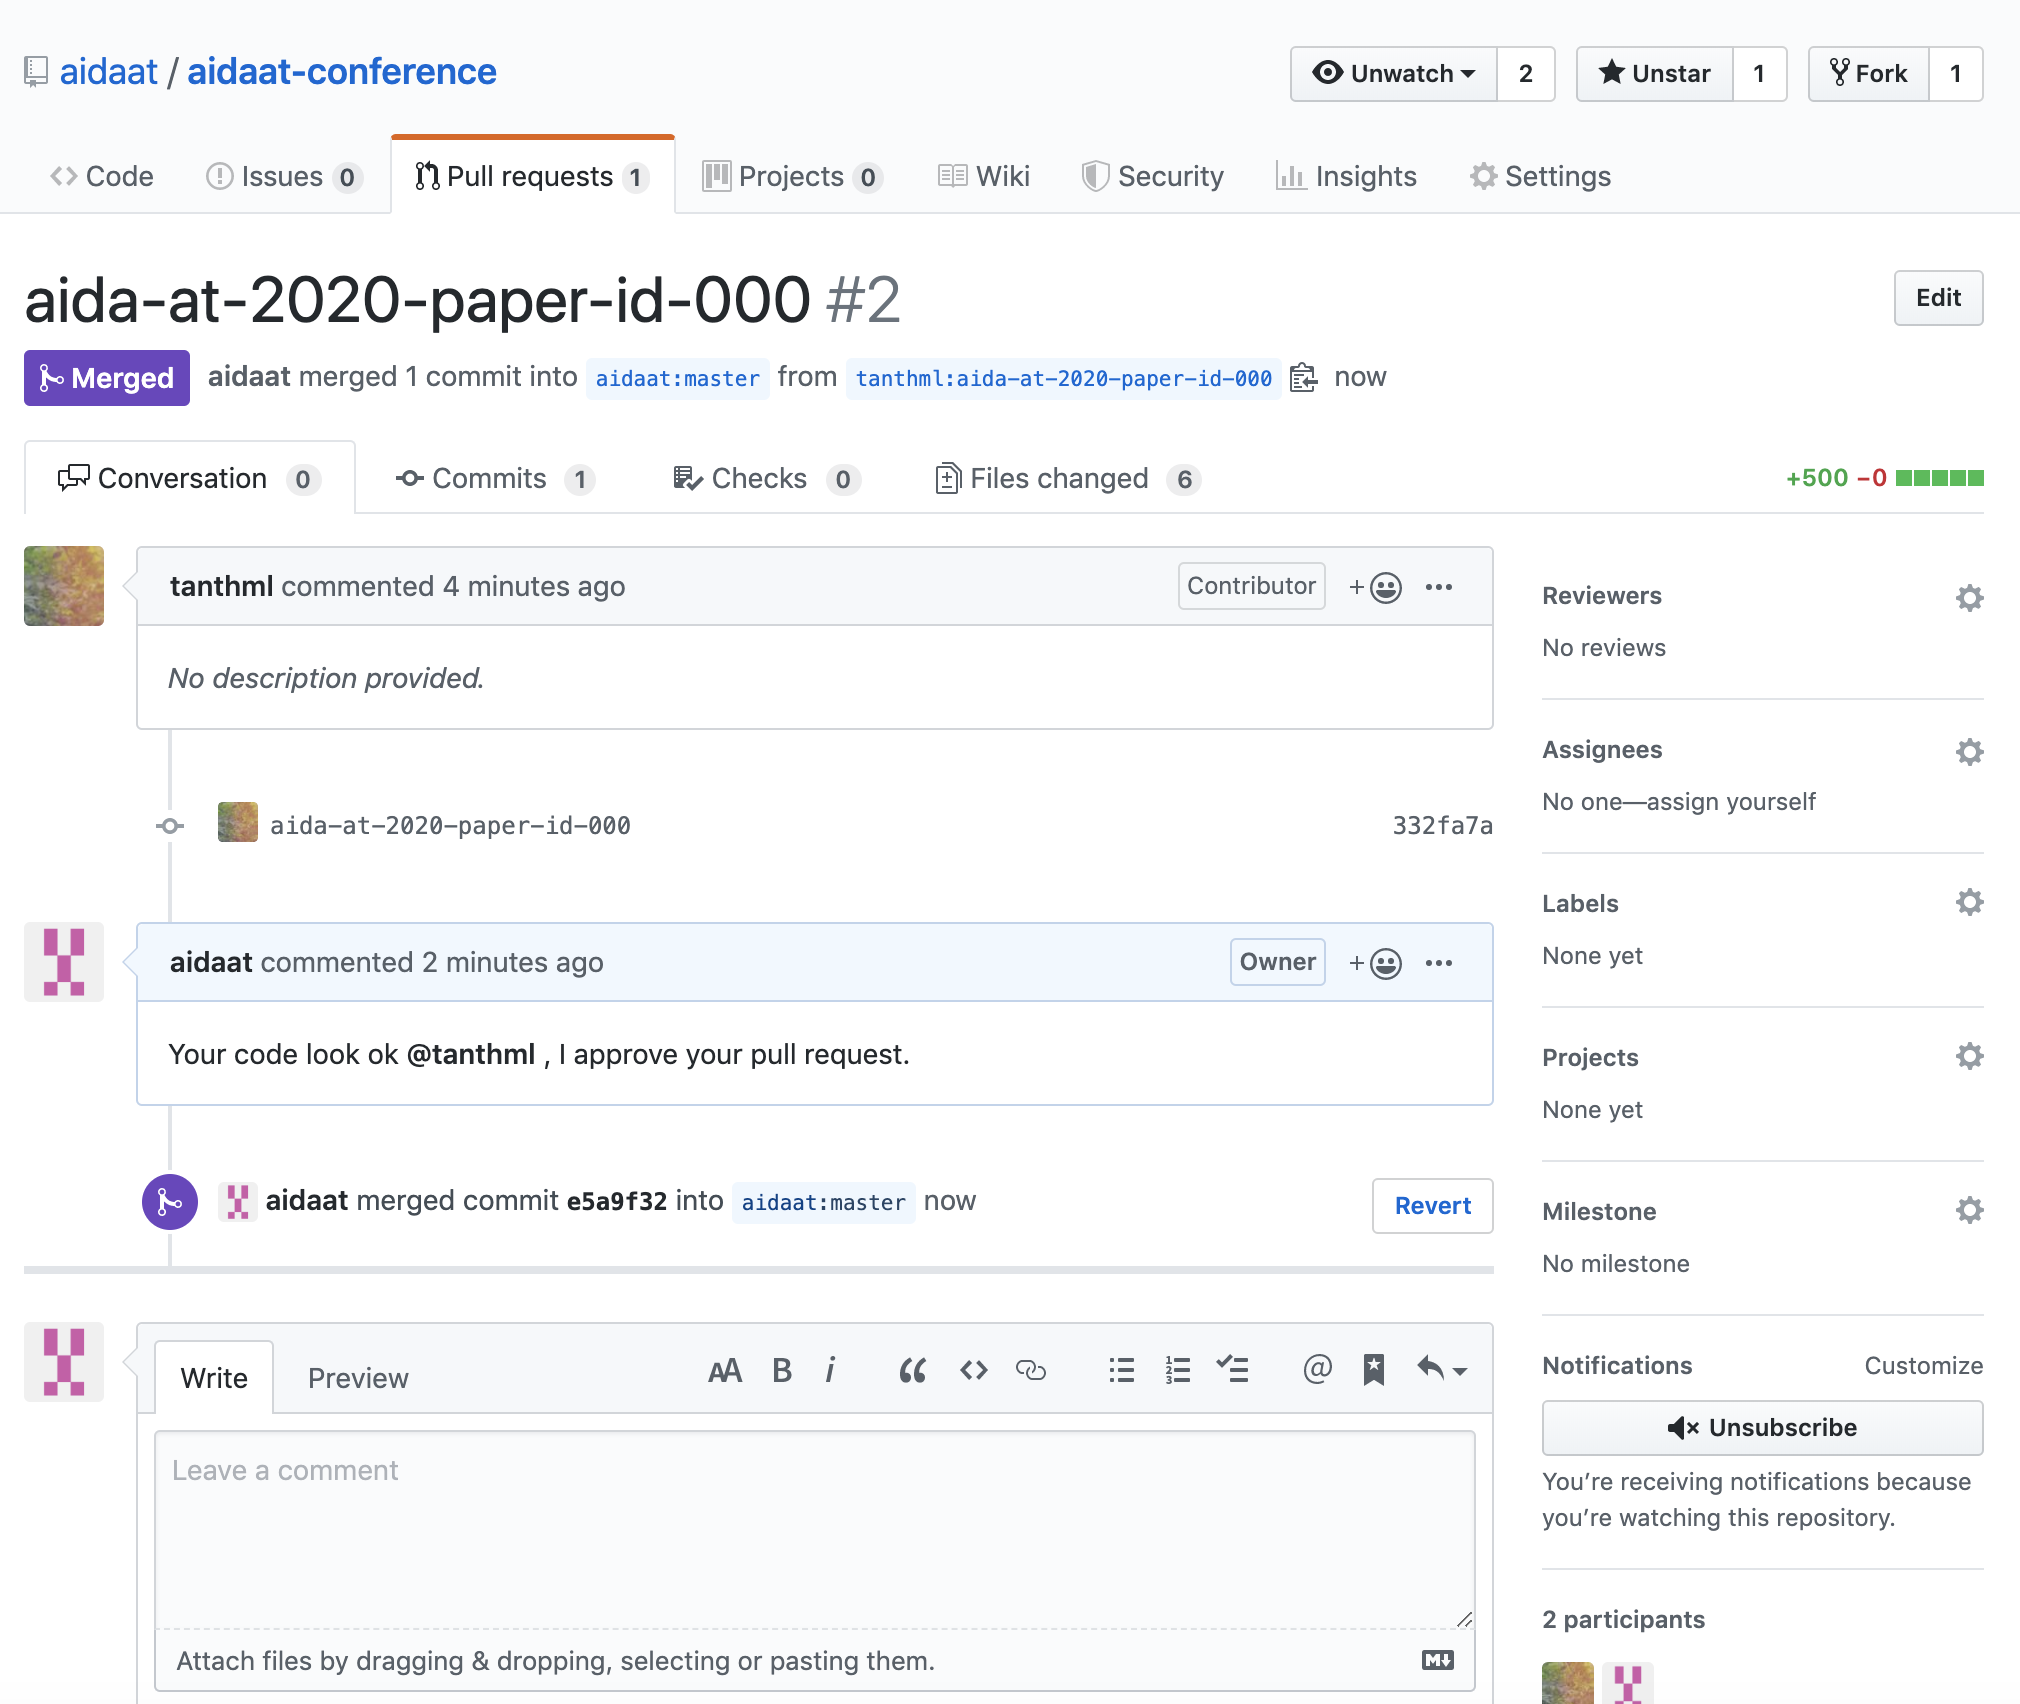 aidaat / aidaat-conference
Unwatch 2 Unstar 1 Fork 1
Code Issues 0 Pull requests 1 Projects 0 Wiki Security Insights Settings
aida-at-2020-paper-id-000 #2
Edit
Merged aidaat merged 1 commit into aidaat:master from tanthml:aida-at-2020-paper-id-000 now
Conversation 0 Commits 1 Checks 0 Files changed 6 +500 −0
tanthml commented 4 minutes ago Contributor +
No description provided.
aida-at-2020-paper-id-000 332fa7a
aidaat commented 2 minutes ago Owner +
Your code look ok @tanthml , I approve your pull request.
aidaat merged commit e5a9f32 into aidaat:master now Revert
Write Preview AA B i “ <> @
Leave a comment
Attach files by dragging & dropping, selecting or pasting them. M↓
Reviewers
No reviews
Assignees
No one—assign yourself
Labels
None yet
Projects
None yet
Milestone
No milestone
Notifications Customize
Unsubscribe
You’re receiving notifications because
you’re watching this repository.
2 participants